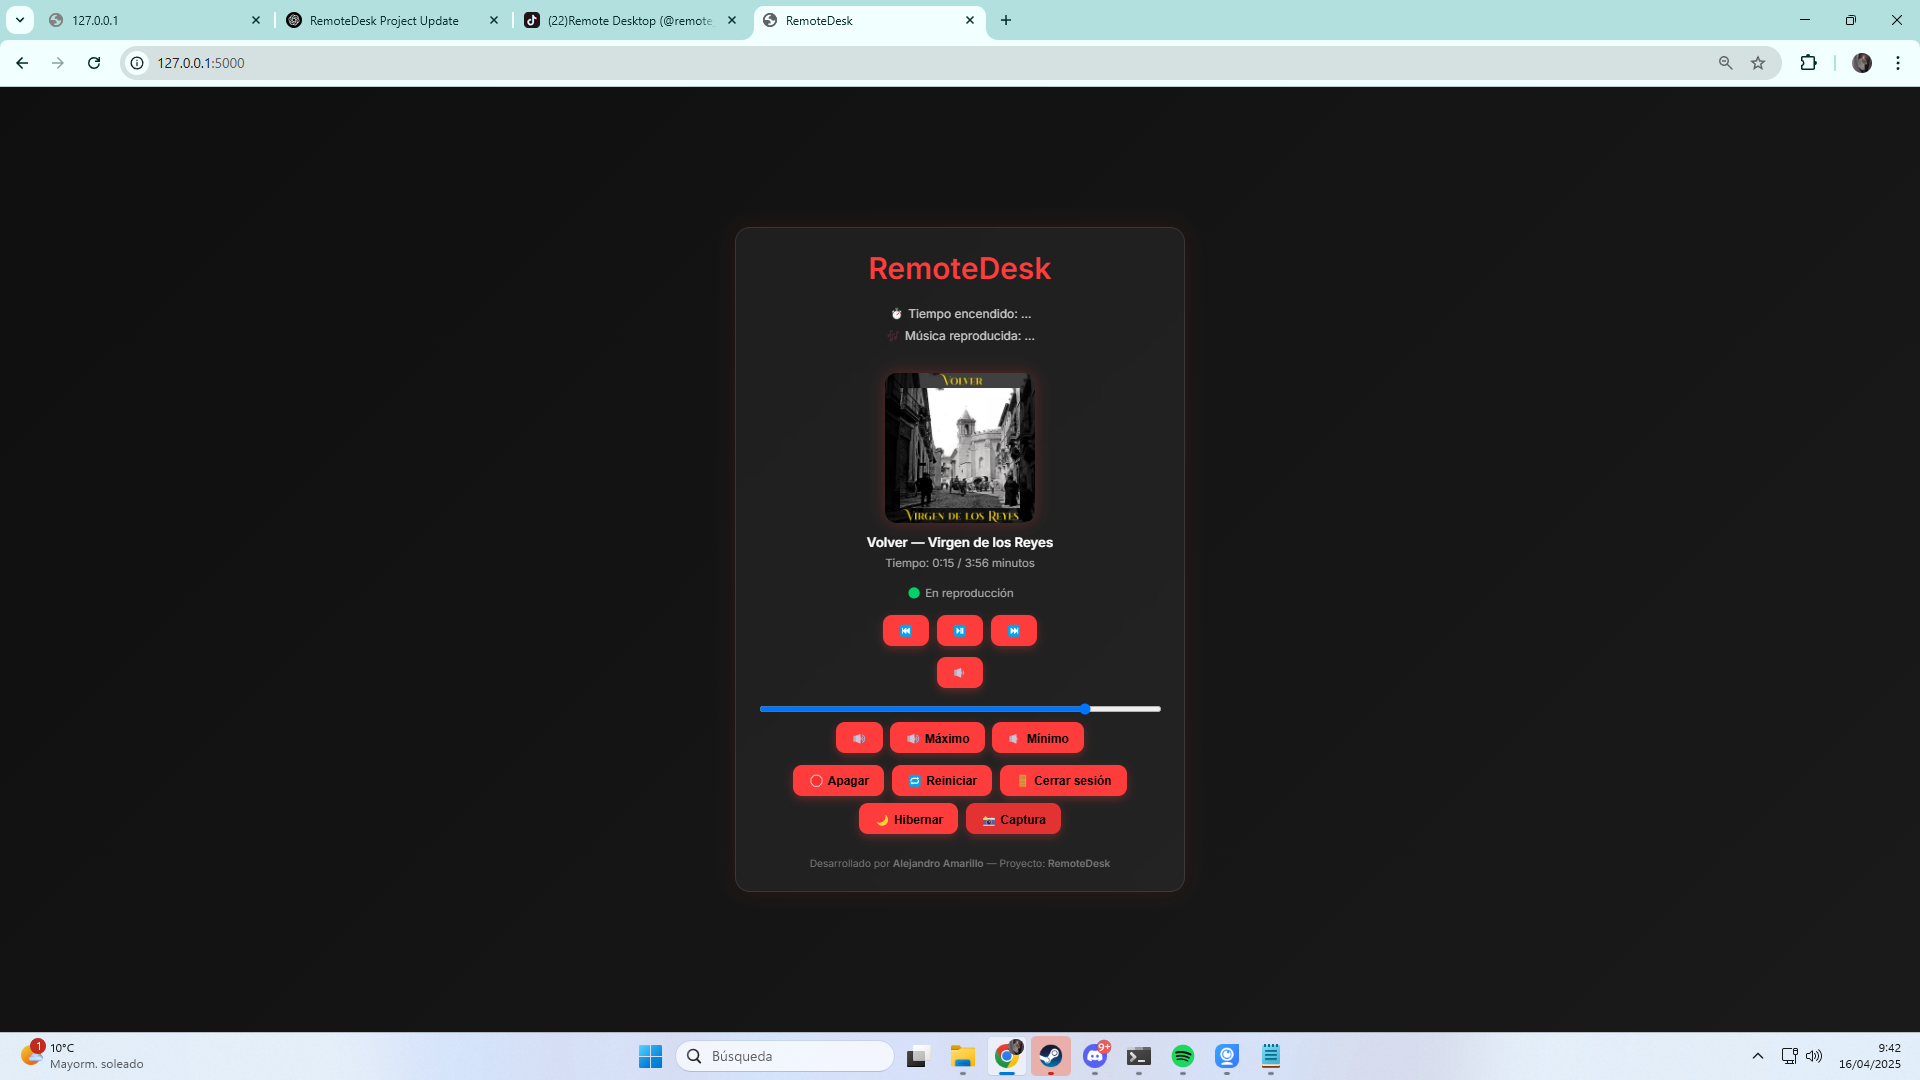 127.0.0.1
RemoteDesk Project Update
(22)Remote Desktop (@remote_
RemoteDesk
127.0.0.1:5000
RemoteDesk
Tiempo encendido: ...
Música reproducida: ...
VOLVER
VIRGEN DE LOS REYES
Volver — Virgen de los Reyes
Tiempo: 0:15 / 3:56 minutos
En reproducción
Máximo
Mínimo
Apagar
Reiniciar
Cerrar sesión
Hibernar
Captura
Desarrollado por Alejandro Amarillo — Proyecto: RemoteDesk
1
10°C
Mayorm. soleado
Búsqueda
9+
9:42
16/04/2025